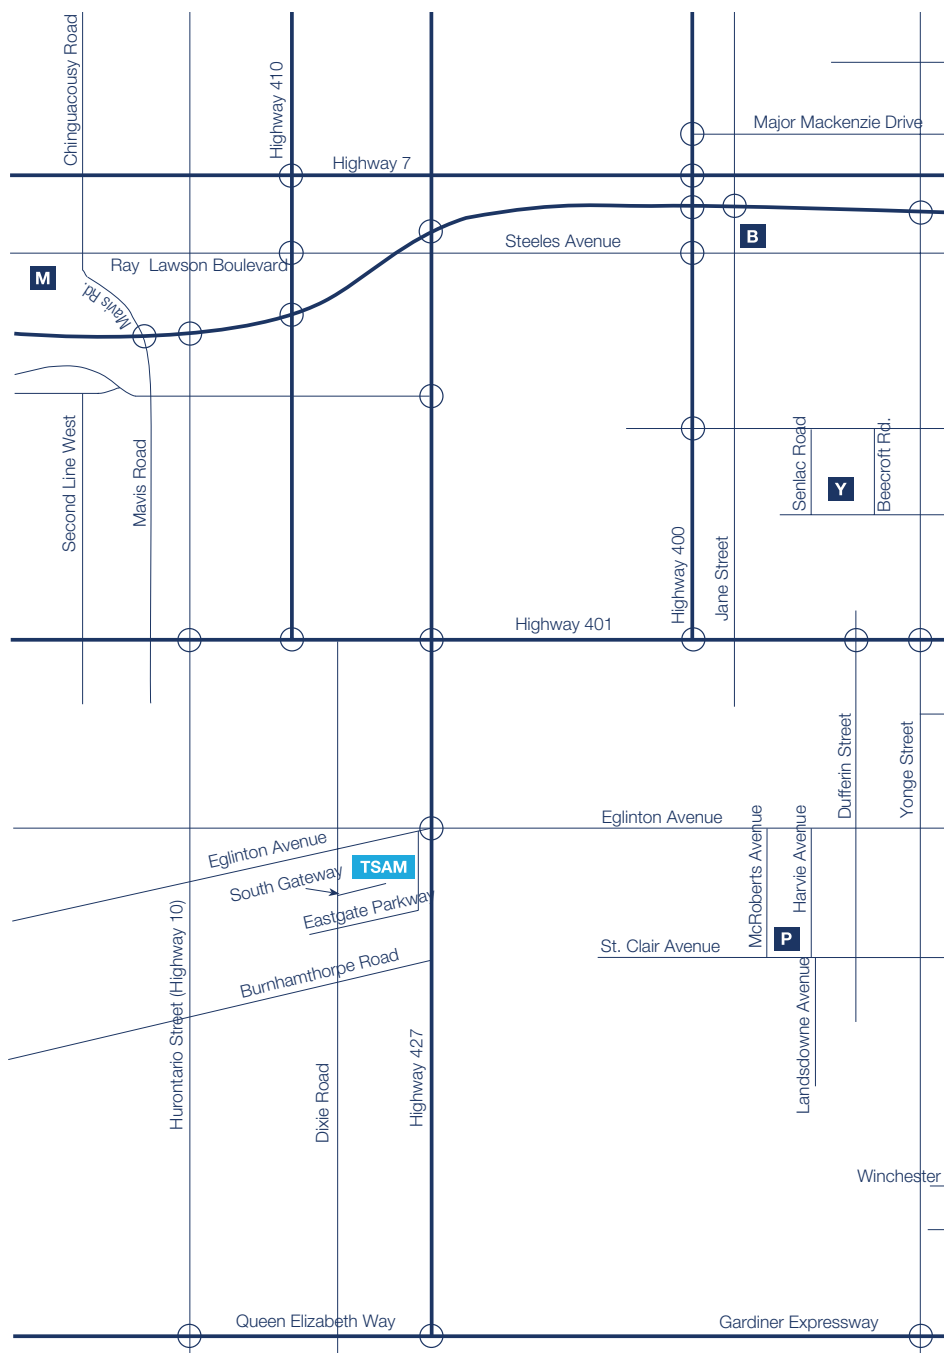 Chinguacousy Road
Highway 410
Major Mackenzie Drive
Highway 7
B
Steeles Avenue
Ray Lawson Boulevard
M
Mavis Rd.
Second Line West
Mavis Road
Senlac Road
Beecroft Rd.
Y
Highway 400
Jane Street
Highway 401
Dufferin Street
Yonge Street
Eglinton Avenue
McRoberts Avenue
Harvie Avenue
Eglinton Avenue
TSAM
South Gateway
Eastgate Parkway
P
St. Clair Avenue
Burnhamthorpe Road
Hurontario Street (Highway 10)
Landsdowne Avenue
Highway 427
Dixie Road
Winchester
Queen Elizabeth Way
Gardiner Expressway